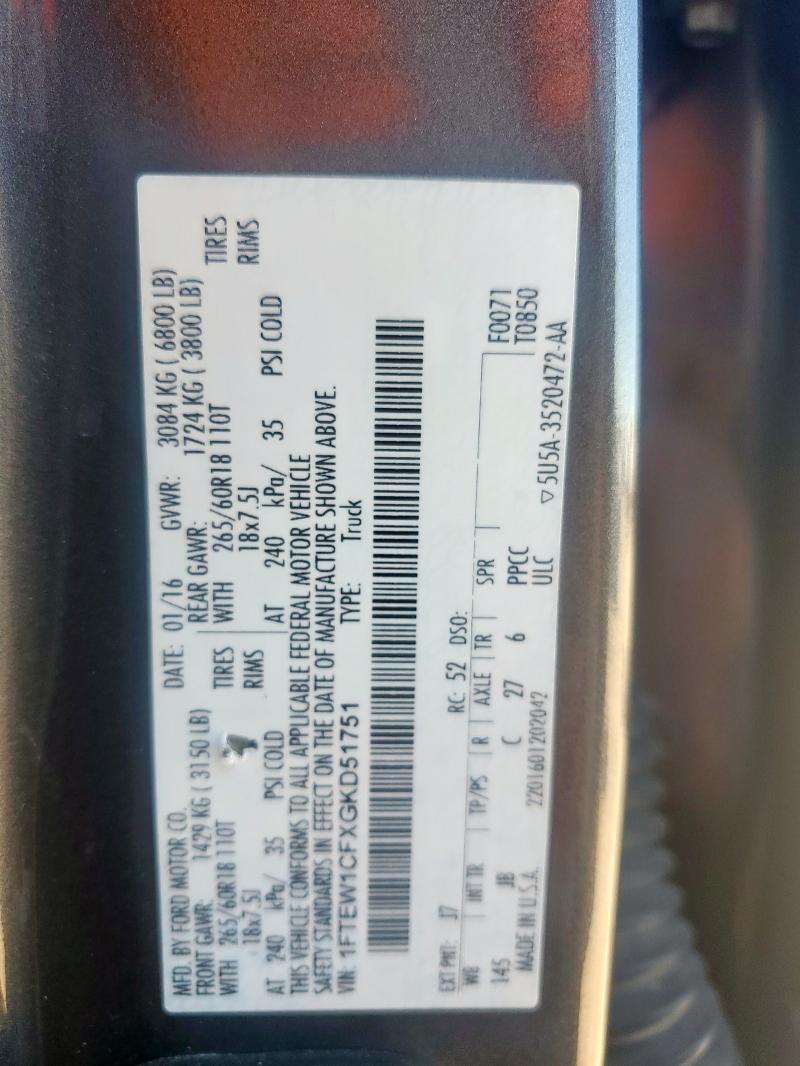 MFD. BY FORD MOTOR CO.
DATE: 01/16 GVWR: 3084 KG ( 6800 LB)
FRONT GAWR: 1429 KG ( 3150 LB) REAR GAWR: 1724 KG ( 3800 LB)
WITH 265/60R18 110T TIRES WITH 265/60R18 110T TIRES
18x7.5J RIMS 18x7.5J RIMS
AT 240 kPa/ 35 PSI COLD AT 240 kPa/ 35 PSI COLD
THIS VEHICLE CONFORMS TO ALL APPLICABLE FEDERAL MOTOR VEHICLE
SAFETY STANDARDS IN EFFECT ON THE DATE OF MANUFACTURE SHOWN ABOVE.
VIN: 1FTEW1CFXGKD51751 TYPE: Truck
EXT PNT: J7 RC: 52 DSO:
WB INT TR TP/PS R AXLE TR SPR F0071
145 JB C 27 6 PPCC T0850
MADE IN U.S.A. 2201601202042 ULC ▽5U5A-3520472-AA